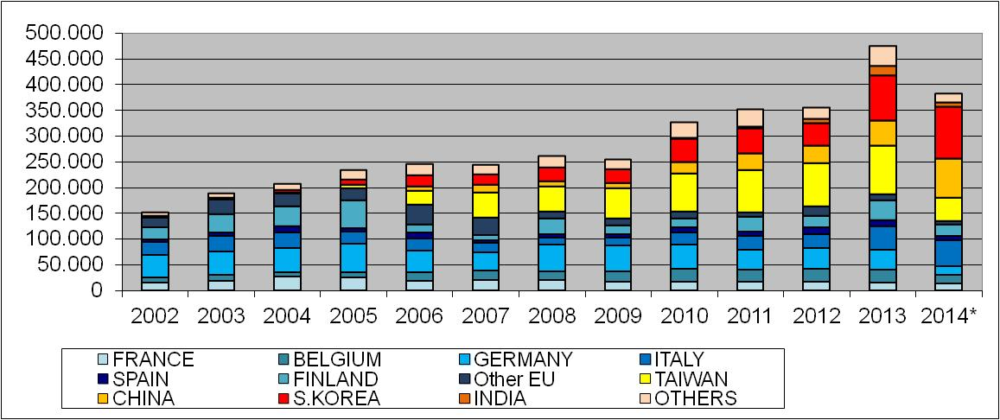 500.000
450.000
400.000
350.000
300.000
250.000
200.000
150.000
100.000
50.000
0
2002 2003 2004 2005 2006 2007 2008 2009 2010 2011 2012 2013 2014*
FRANCE BELGIUM GERMANY ITALY
SPAIN FINLAND Other EU TAIWAN
CHINA S.KOREA INDIA OTHERS